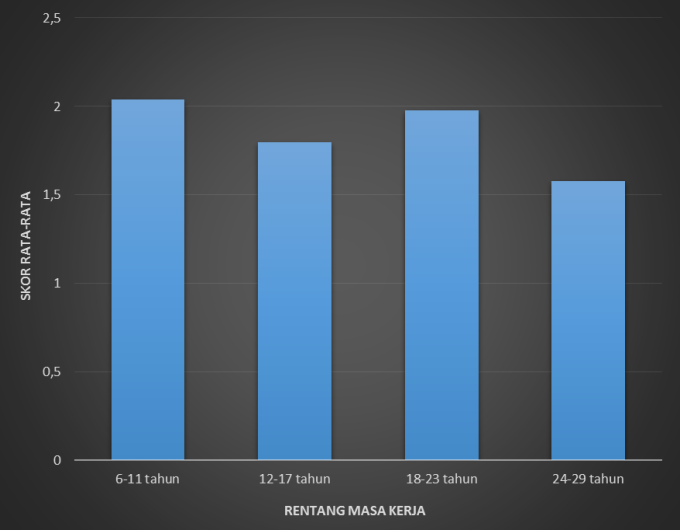 2,5
2
1,5
1
0,5
0
SKOR RATA-RATA
6-11 tahun 12-17 tahun 18-23 tahun 24-29 tahun
RENTANG MASA KERJA